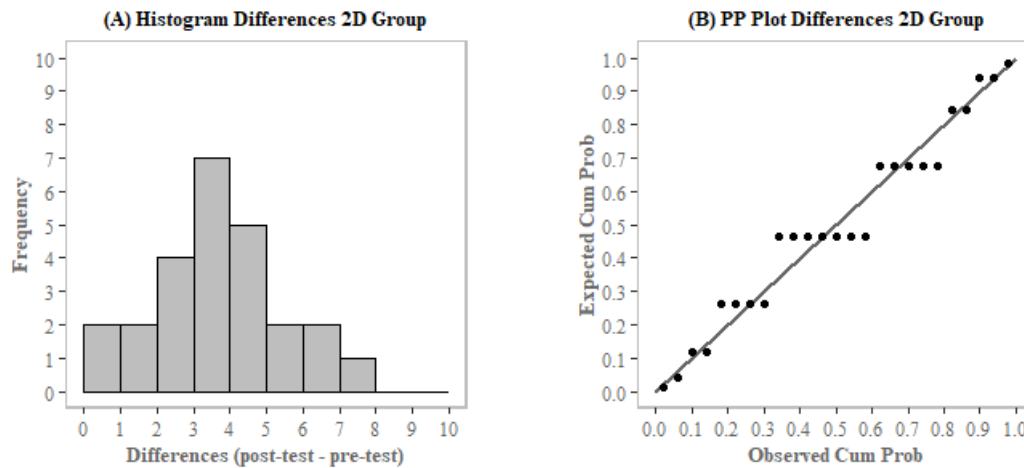 (A) Histogram Differences 2D Group
Frequency
10
9
8
7
6
5
4
3
2
1
0
0 1 2 3 4 5 6 7 8 9 10
Differences (post-test - pre-test)
(B) PP Plot Differences 2D Group
Expected Cum Prob
1.0
0.9
0.8
0.7
0.6
0.5
0.4
0.3
0.2
0.1
0.0
0.0 0.1 0.2 0.3 0.4 0.5 0.6 0.7 0.8 0.9 1.0
Observed Cum Prob